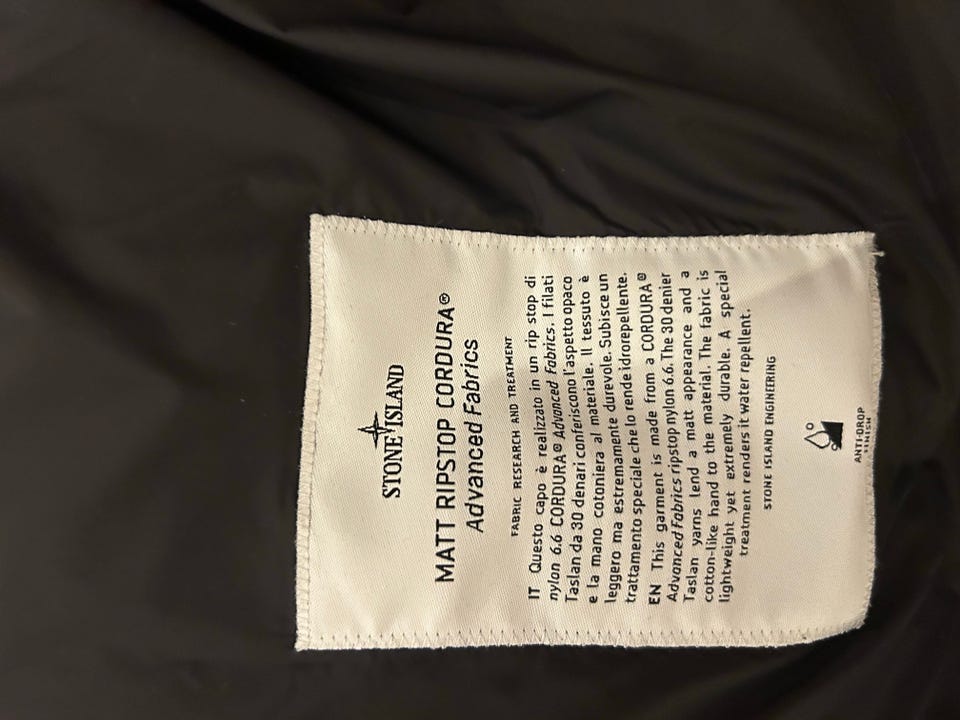 STONE ISLAND
MATT RIPSTOP CORDURA®
Advanced Fabrics
FABRIC RESEARCH AND TREATMENT
IT Questo capo è realizzato in un rip stop di
nylon 6.6 CORDURA® Advanced Fabrics. I filati
Taslan da 30 denari conferiscono l'aspetto opaco
e la mano cotoniera al materiale. Il tessuto è
leggero ma estremamente durevole. Subisce un
trattamento speciale che lo rende idrorepellente.
EN This garment is made from a CORDURA®
Advanced Fabrics ripstop nylon 6.6. The 30 denier
Taslan yarns lend a matt appearance and a
cotton-like hand to the material. The fabric is
lightweight yet extremely durable. A special
treatment renders it water repellent.
STONE ISLAND ENGINEERING
ANTI-DROP
FINISH